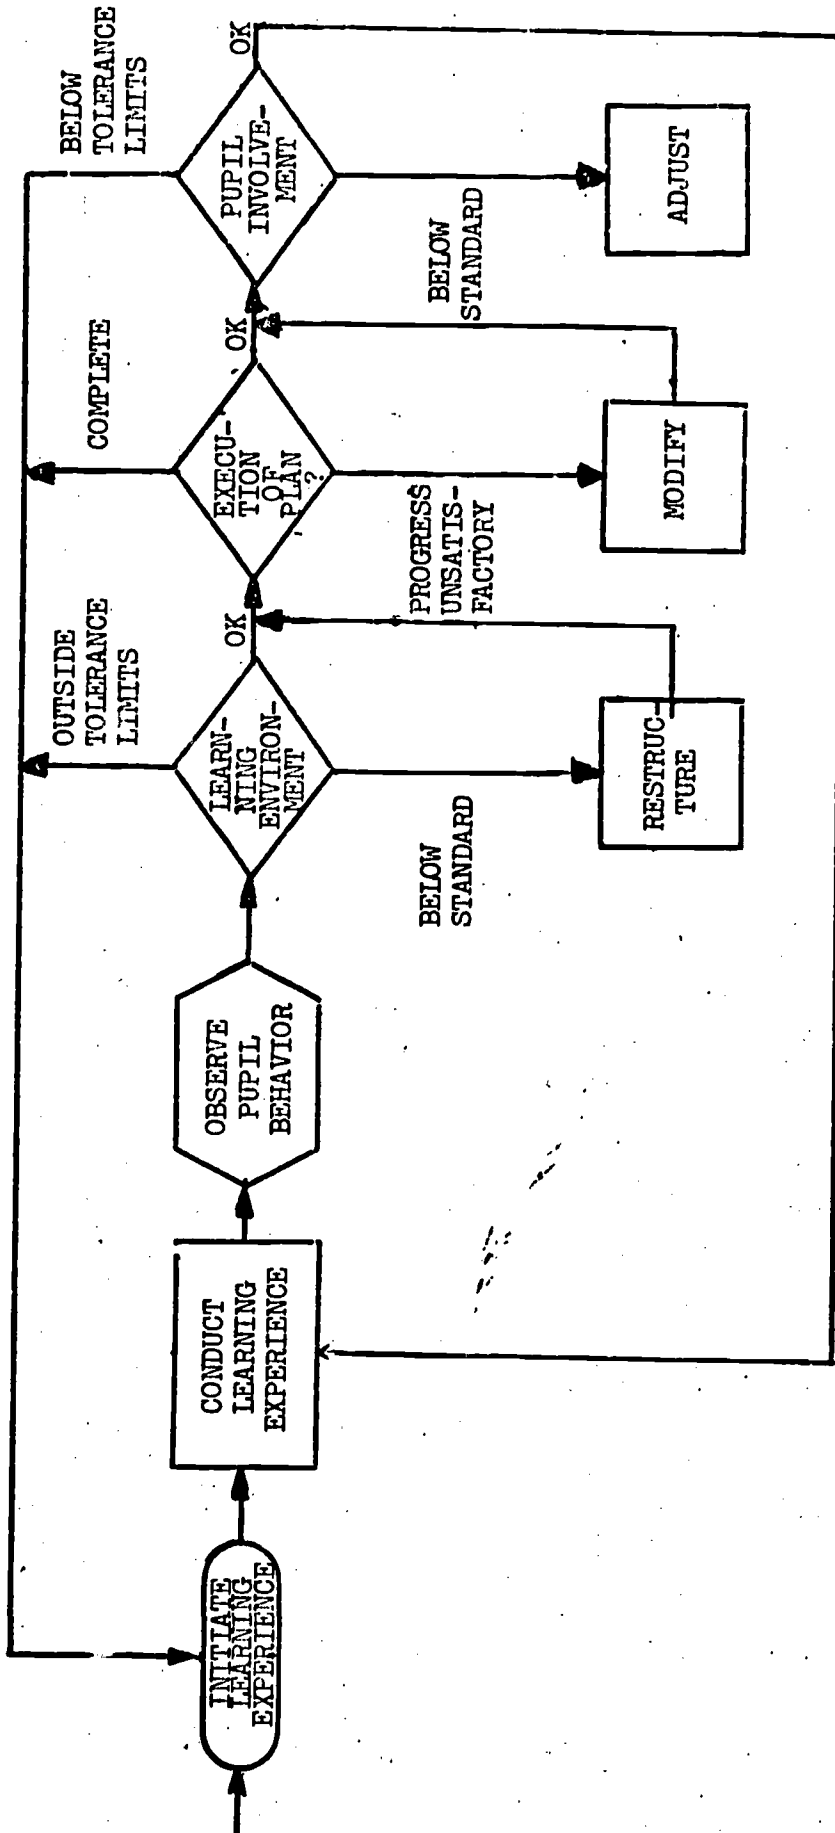 INITIATE
LEARNING
EXPERIENCE
CONDUCT
LEARNING
EXPERIENCE
OBSERVE
PUPIL
BEHAVIOR
OUTSIDE
TOLERANCE
LIMITS
LEARN-
NING
ENVIRON-
MENT
OK
BELOW
STANDARD
RESTRUC-
TURE
COMPLETE
EXECU-
TION
OF
PLAN
?
OK
PROGRESS
UNSATIS-
FACTORY
MODIFY
BELOW
TOLERANCE
LIMITS
PUPIL
INVOLVE-
MENT
OK
BELOW
STANDARD
ADJUST